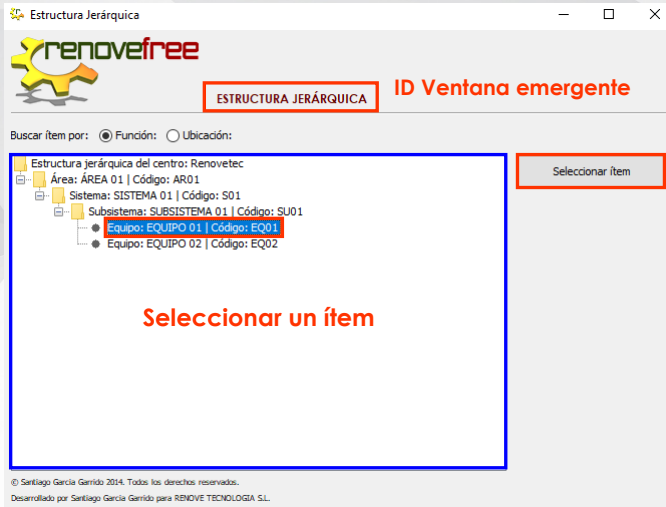 Estructura Jerárquica
renovefree
ESTRUCTURA JERÁRQUICA
ID Ventana emergente
Buscar ítem por: Función: Ubicación:
Estructura jerárquica del centro: Renovetec
Área: ÁREA 01 | Código: AR01
Sistema: SISTEMA 01 | Código: S01
Subsistema: SUBSISTEMA 01 | Código: SU01
Equipo: EQUIPO 01 | Código: EQ01
Equipo: EQUIPO 02 | Código: EQ02
Seleccionar ítem
Seleccionar un ítem
© Santiago García Garrido 2014. Todos los derechos reservados.
Desarrollado por Santiago García Garrido para RENOVE TECNOLOGIA S.L.